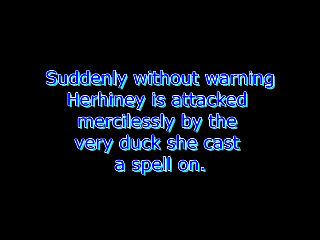 Suddenly without warning
Herhiney is attacked
mercilessly by the
very duck she cast
a spell on.